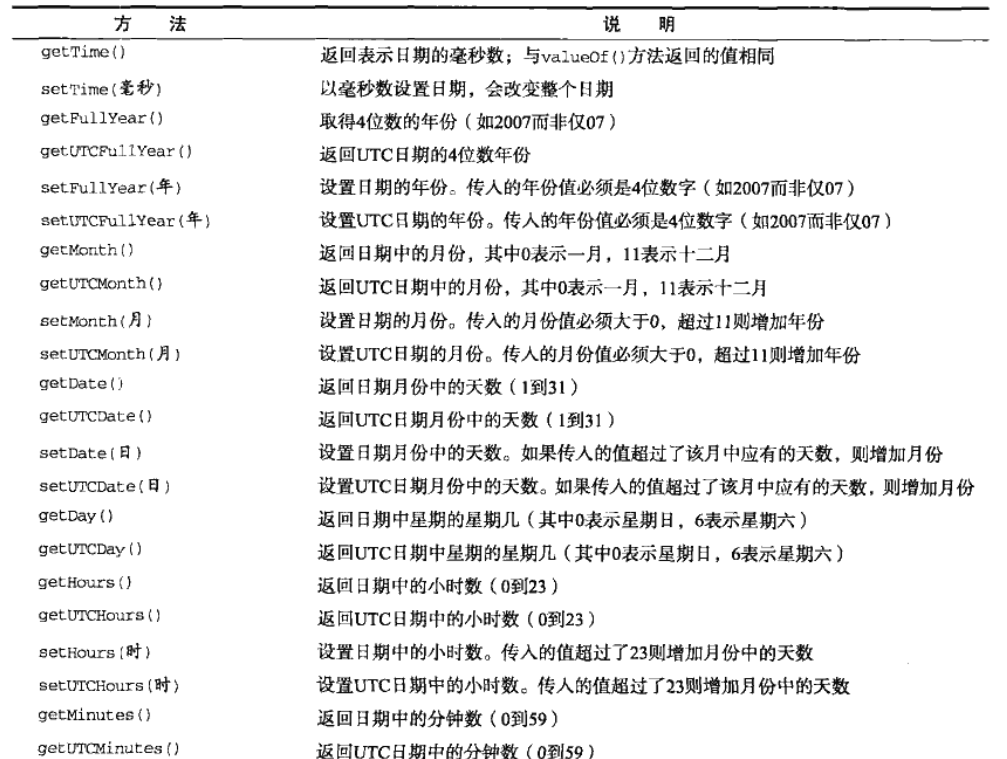 方 法 说 明
getTime() 返回表示日期的毫秒数；与valueOf()方法返回的值相同
setTime(毫秒) 以毫秒数设置日期，会改变整个日期
getFullYear() 取得4位数的年份（如2007而非仅07）
getUTCFullYear() 返回UTC日期的4位数年份
setFullYear(年) 设置日期的年份。传入的年份值必须是4位数字（如2007而非仅07）
setUTCFullYear(年) 设置UTC日期的年份。传入的年份值必须是4位数字（如2007而非仅07）
getMonth() 返回日期中的月份，其中0表示一月，11表示十二月
getUTCMonth() 返回UTC日期中的月份，其中0表示一月，11表示十二月
setMonth(月) 设置日期的月份。传入的月份值必须大于0，超过11则增加年份
setUTCMonth(月) 设置UTC日期的月份。传入的月份值必须大于0，超过11则增加年份
getDate() 返回日期月份中的天数（1到31）
getUTCDate() 返回UTC日期月份中的天数（1到31）
setDate(日) 设置日期月份中的天数。如果传入的值超过了该月中应有的天数，则增加月份
setUTCDate(日) 设置UTC日期月份中的天数。如果传入的值超过了该月中应有的天数，则增加月份
getDay() 返回日期中星期的星期几（其中0表示星期日，6表示星期六）
getUTCDay() 返回UTC日期中星期的星期几（其中0表示星期日，6表示星期六）
getHours() 返回日期中的小时数（0到23）
getUTCHours() 返回UTC日期中的小时数（0到23）
setHours(时) 设置日期中的小时数。传入的值超过了23则增加月份中的天数
setUTCHours(时) 设置UTC日期中的小时数。传入的值超过了23则增加月份中的天数
getMinutes() 返回日期中的分钟数（0到59）
getUTCMinutes() 返回UTC日期中的分钟数（0到59）